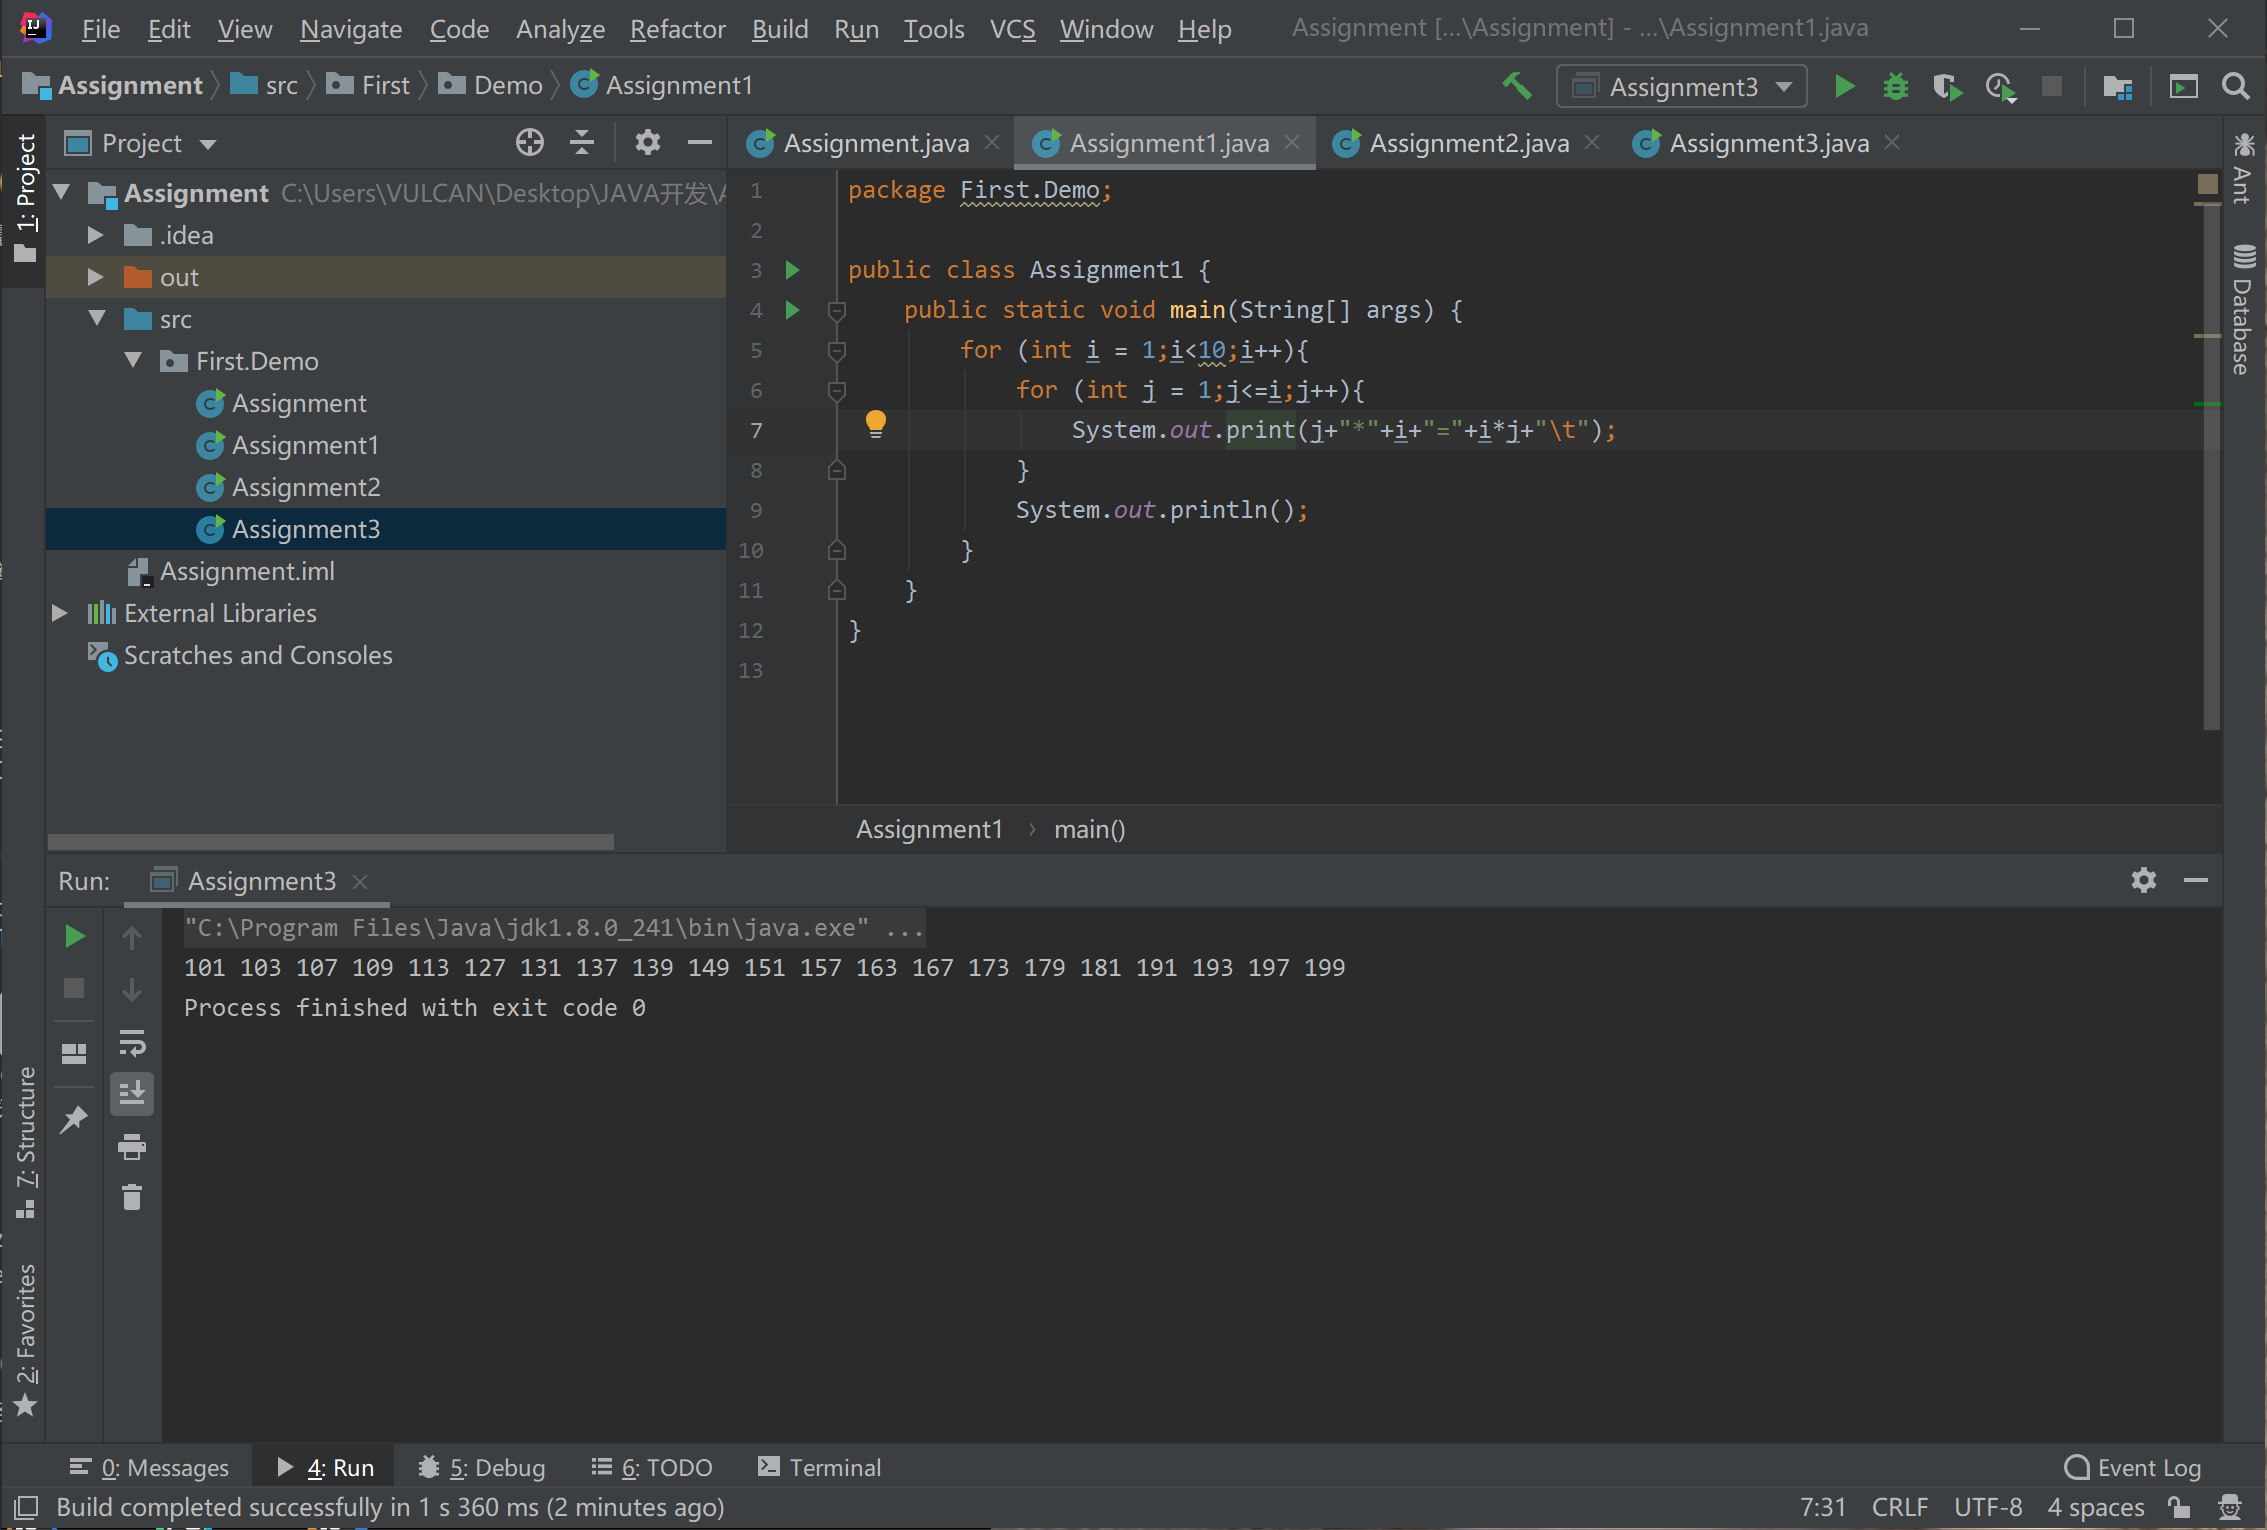 File Edit View Navigate Code Analyze Refactor Build Run Tools VCS Window Help Assignment [...\Assignment] - ...\Assignment1.java
Assignment src First Demo Assignment1 Assignment3
1: Project
Project
Assignment.java Assignment1.java Assignment2.java Assignment3.java
Assignment C:\Users\VULCAN\Desktop\JAVA开发\A
.idea
out
src
First.Demo
Assignment
Assignment1
Assignment2
Assignment3
Assignment.iml
External Libraries
Scratches and Consoles
1 package First.Demo;
2
3 public class Assignment1 {
4 public static void main(String[] args) {
5 for (int i = 1;i<10;i++){
6 for (int j = 1;j<=i;j++){
7 System.out.print(j+"*"+i+"="+i*j+"\t");
8 }
9 System.out.println();
10 }
11 }
12 }
13
Assignment1 › main()
Ant
Database
Run: Assignment3
"C:\Program Files\Java\jdk1.8.0_241\bin\java.exe" ...
101 103 107 109 113 127 131 137 139 149 151 157 163 167 173 179 181 191 193 197 199
Process finished with exit code 0
7: Structure
2: Favorites
0: Messages 4: Run 5: Debug 6: TODO Terminal Event Log
Build completed successfully in 1 s 360 ms (2 minutes ago) 7:31 CRLF UTF-8 4 spaces